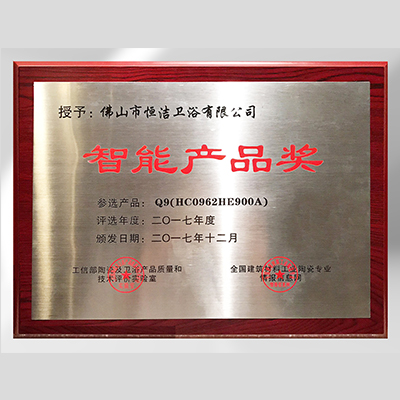 授予：佛山市恒洁卫浴有限公司
智能产品奖
参选产品：Q9(HC0962HE900A)
评选年度：二〇一七年度
颁发日期：二〇一七年十二月
工信部陶瓷及卫浴产品质量和
技术评价实验室
全国建筑材料工业陶瓷专业
情报信息网